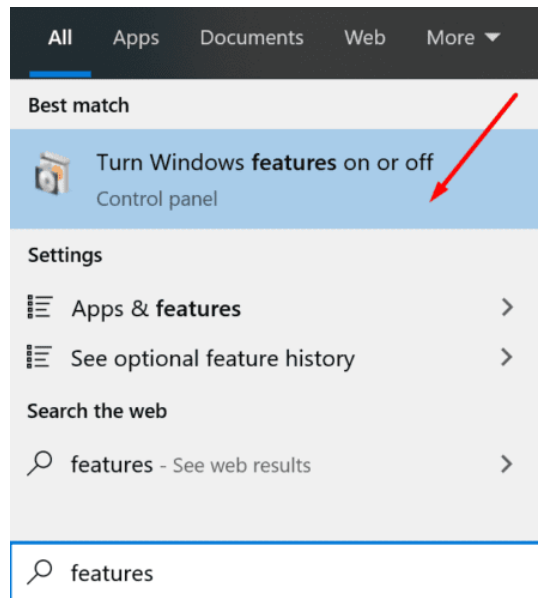 All Apps Documents Web More
Best match
Turn Windows features on or off
Control panel
Settings
Apps & features
See optional feature history
Search the web
features - See web results
features